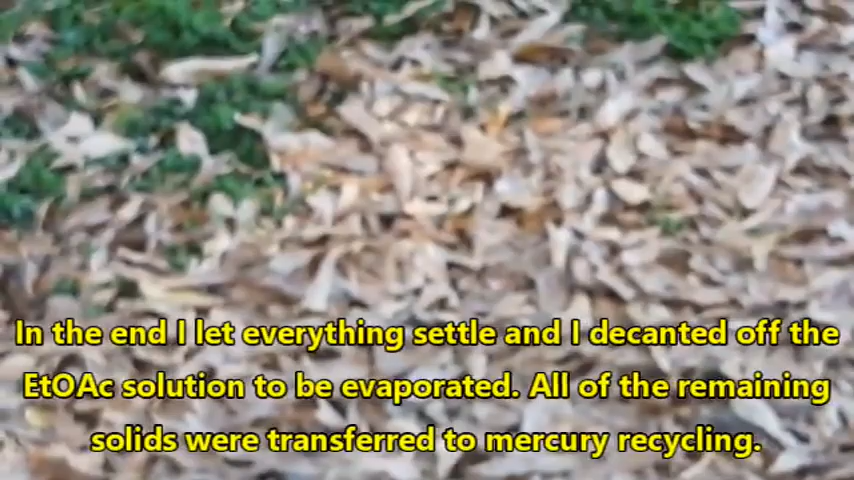 In the end I let everything settle and I decanted off the
EtOAc solution to be evaporated. All of the remaining
solids were transferred to mercury recycling.